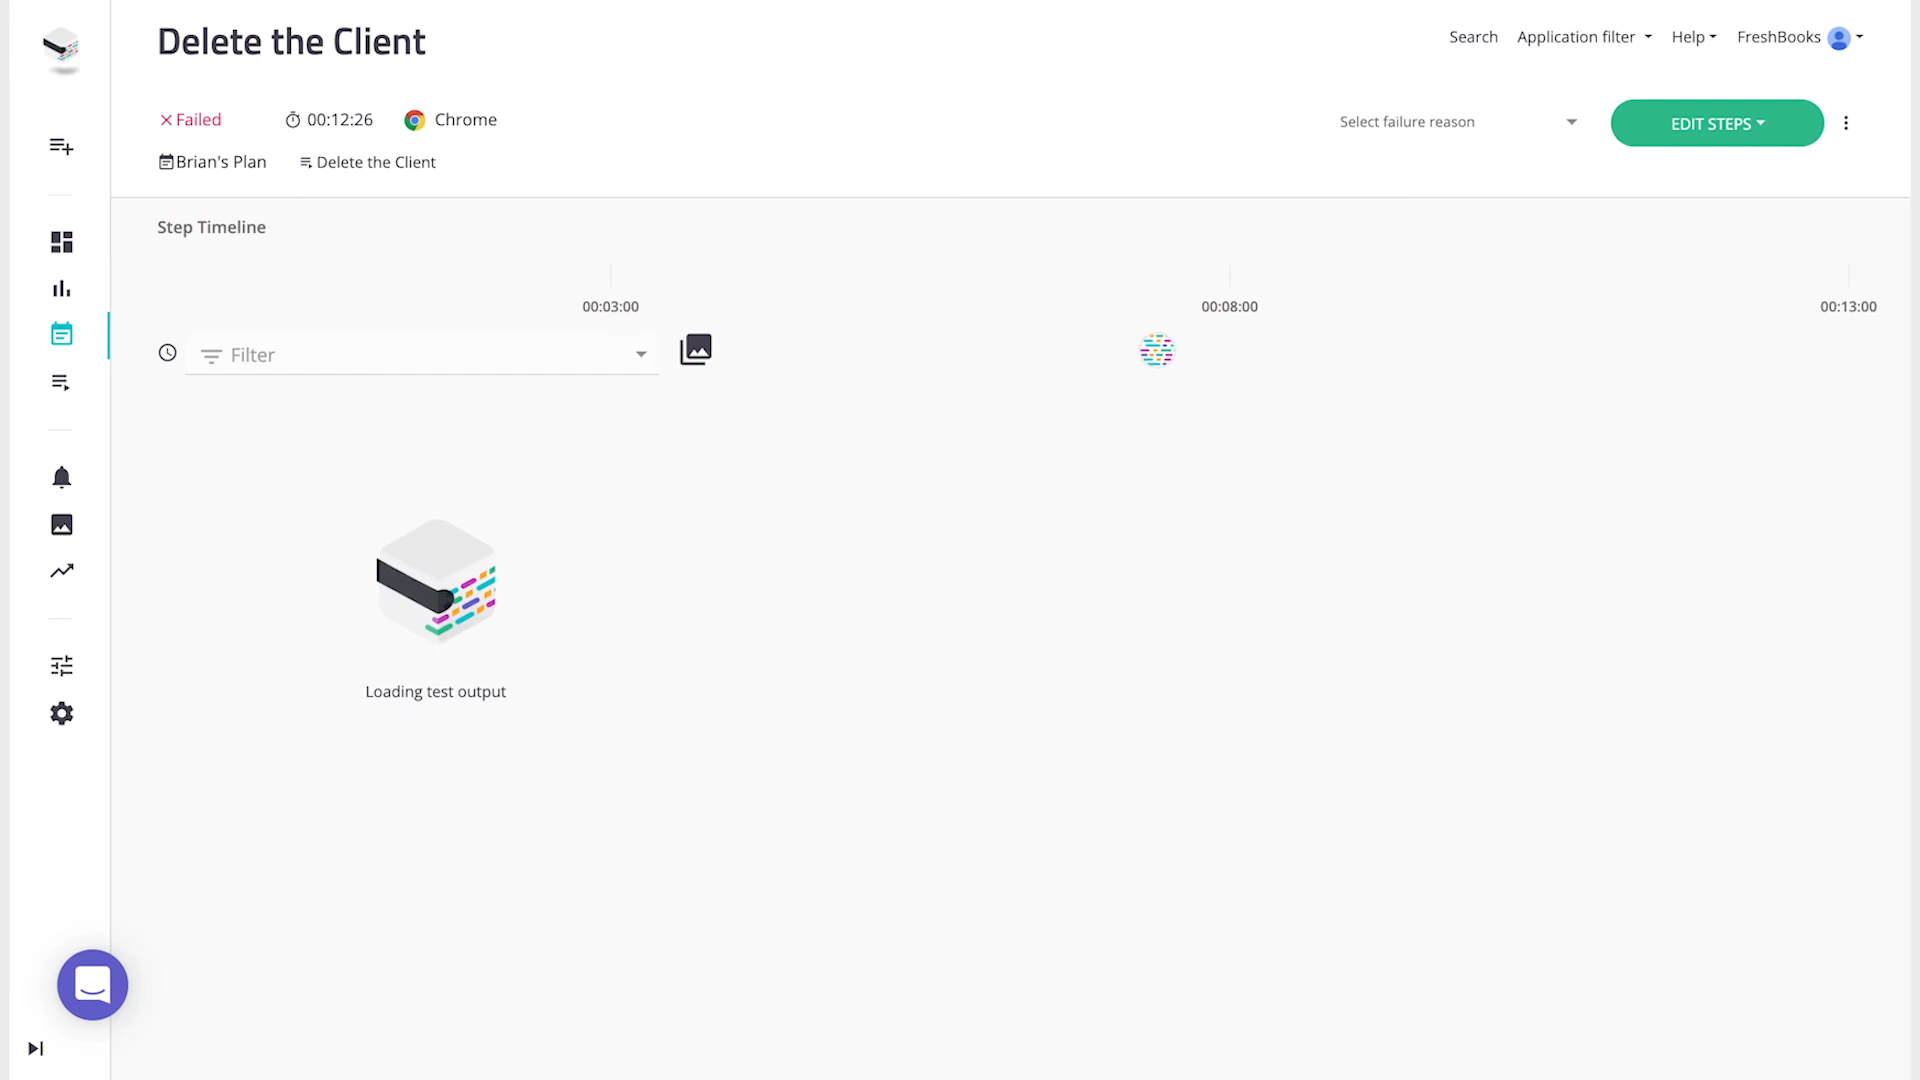 Delete the Client
Search Application filter Help FreshBooks
Failed 00:12:26 Chrome
Select failure reason
EDIT STEPS
Brian's Plan Delete the Client
Step Timeline
00:03:00 00:08:00 00:13:00
Filter
Loading test output